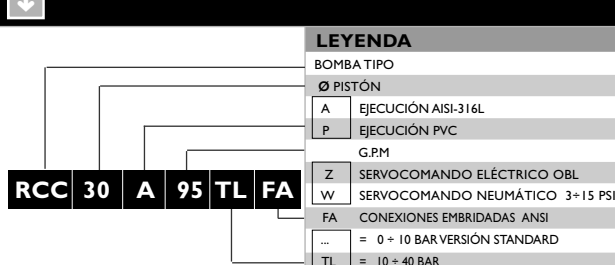 LEYENDA
BOMBA TIPO
Ø PISTÓN
A EJECUCIÓN AISI-316L
P EJECUCIÓN PVC
G.P.M
Z SERVOCOMANDO ELÉCTRICO OBL
W SERVOCOMANDO NEUMÁTICO 3÷15 PSI
FA CONEXIONES EMBRIDADAS ANSI
... = 0 ÷ 10 BAR VERSIÓN STANDARD
TL = 10 ÷ 40 BAR
RCC 30 A 95 TL FA